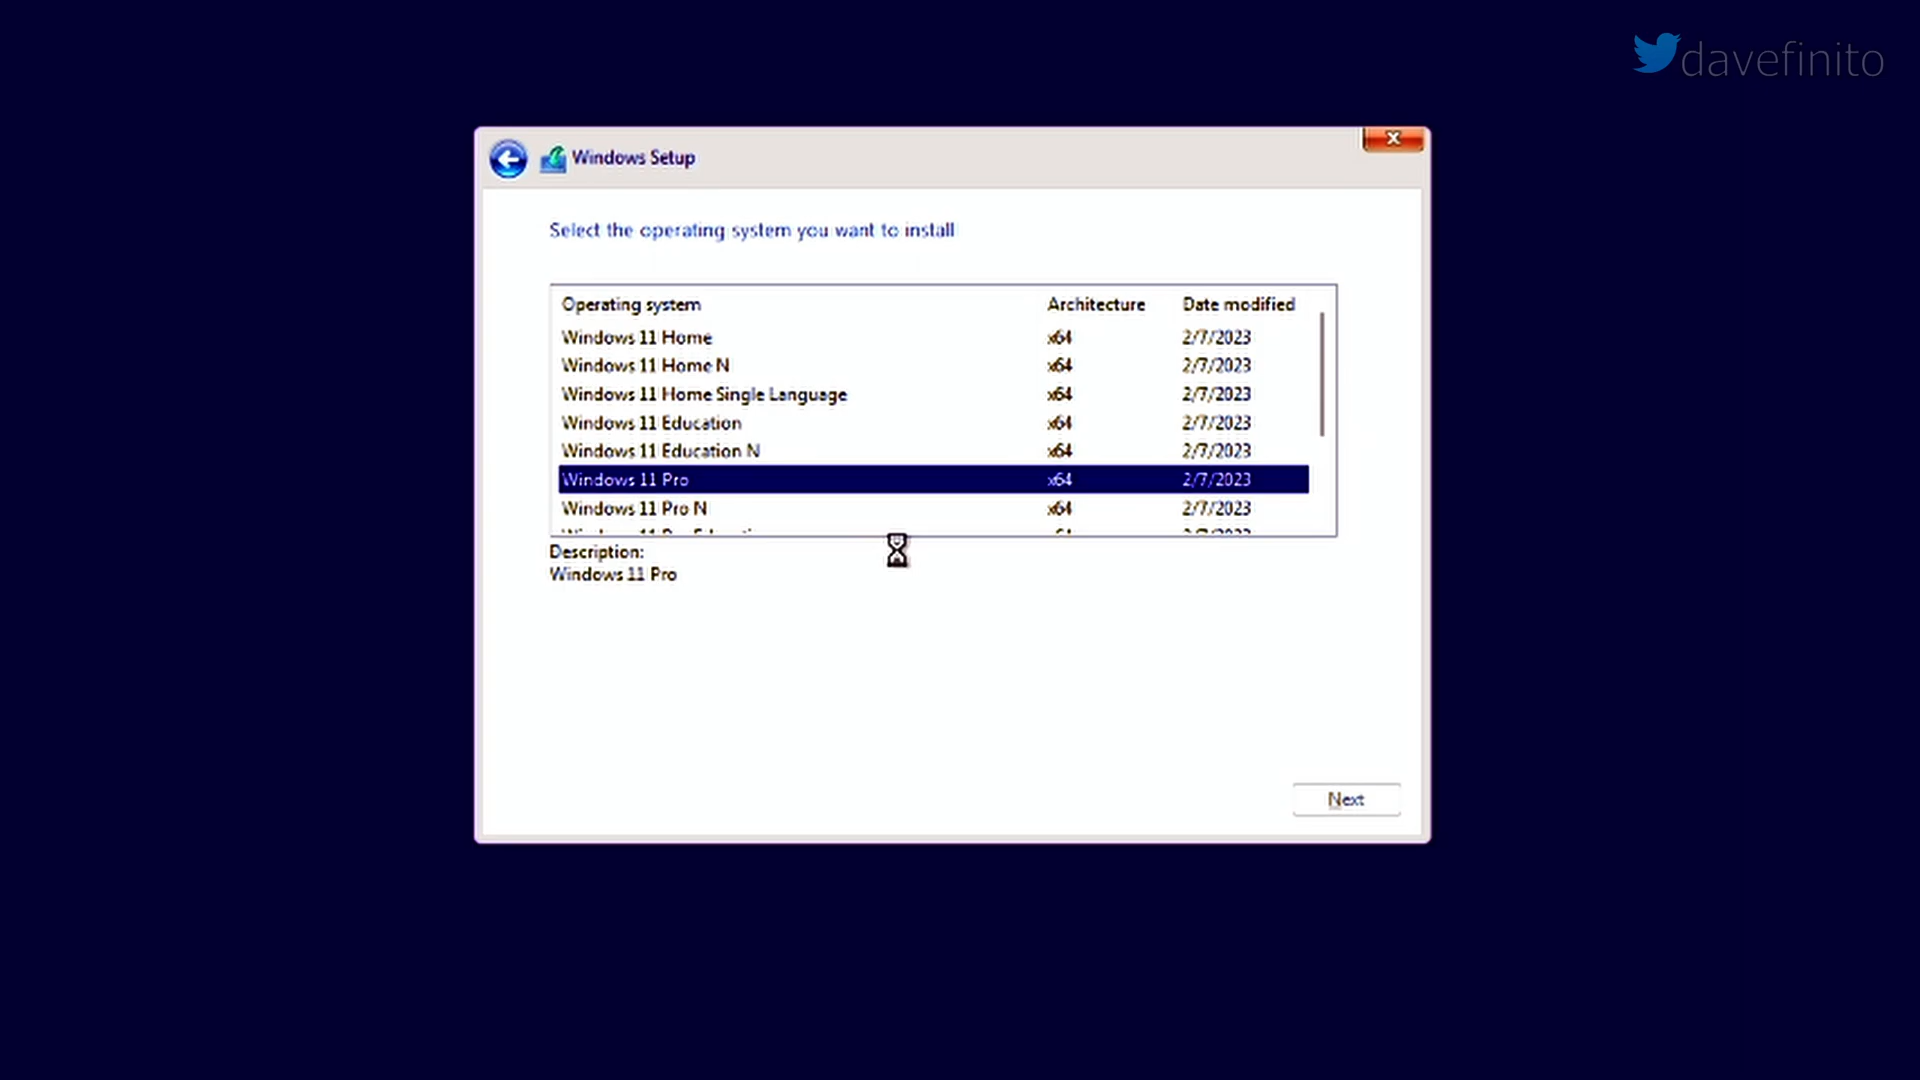 davefinito
Windows Setup
Select the operating system you want to install
Operating system Architecture Date modified
Windows 11 Home x64 2/7/2023
Windows 11 Home N x64 2/7/2023
Windows 11 Home Single Language x64 2/7/2023
Windows 11 Education x64 2/7/2023
Windows 11 Education N x64 2/7/2023
Windows 11 Pro x64 2/7/2023
Windows 11 Pro N x64 2/7/2023
Description:
Windows 11 Pro
Next